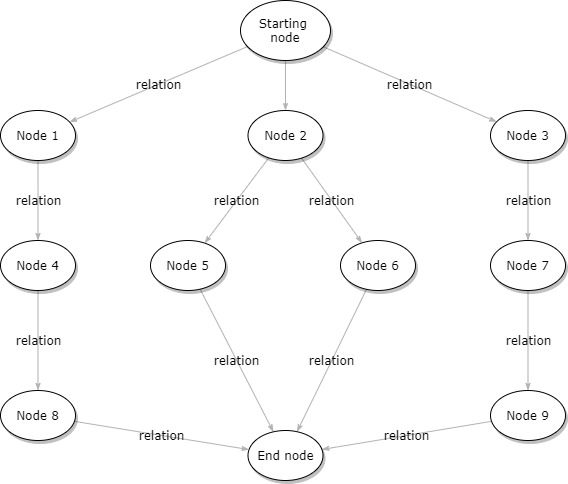 Starting
node
relation
relation
Node 1
Node 2
Node 3
relation
relation
relation
relation
Node 4
Node 5
Node 6
Node 7
relation
relation
relation
relation
Node 8
Node 9
relation
relation
End node